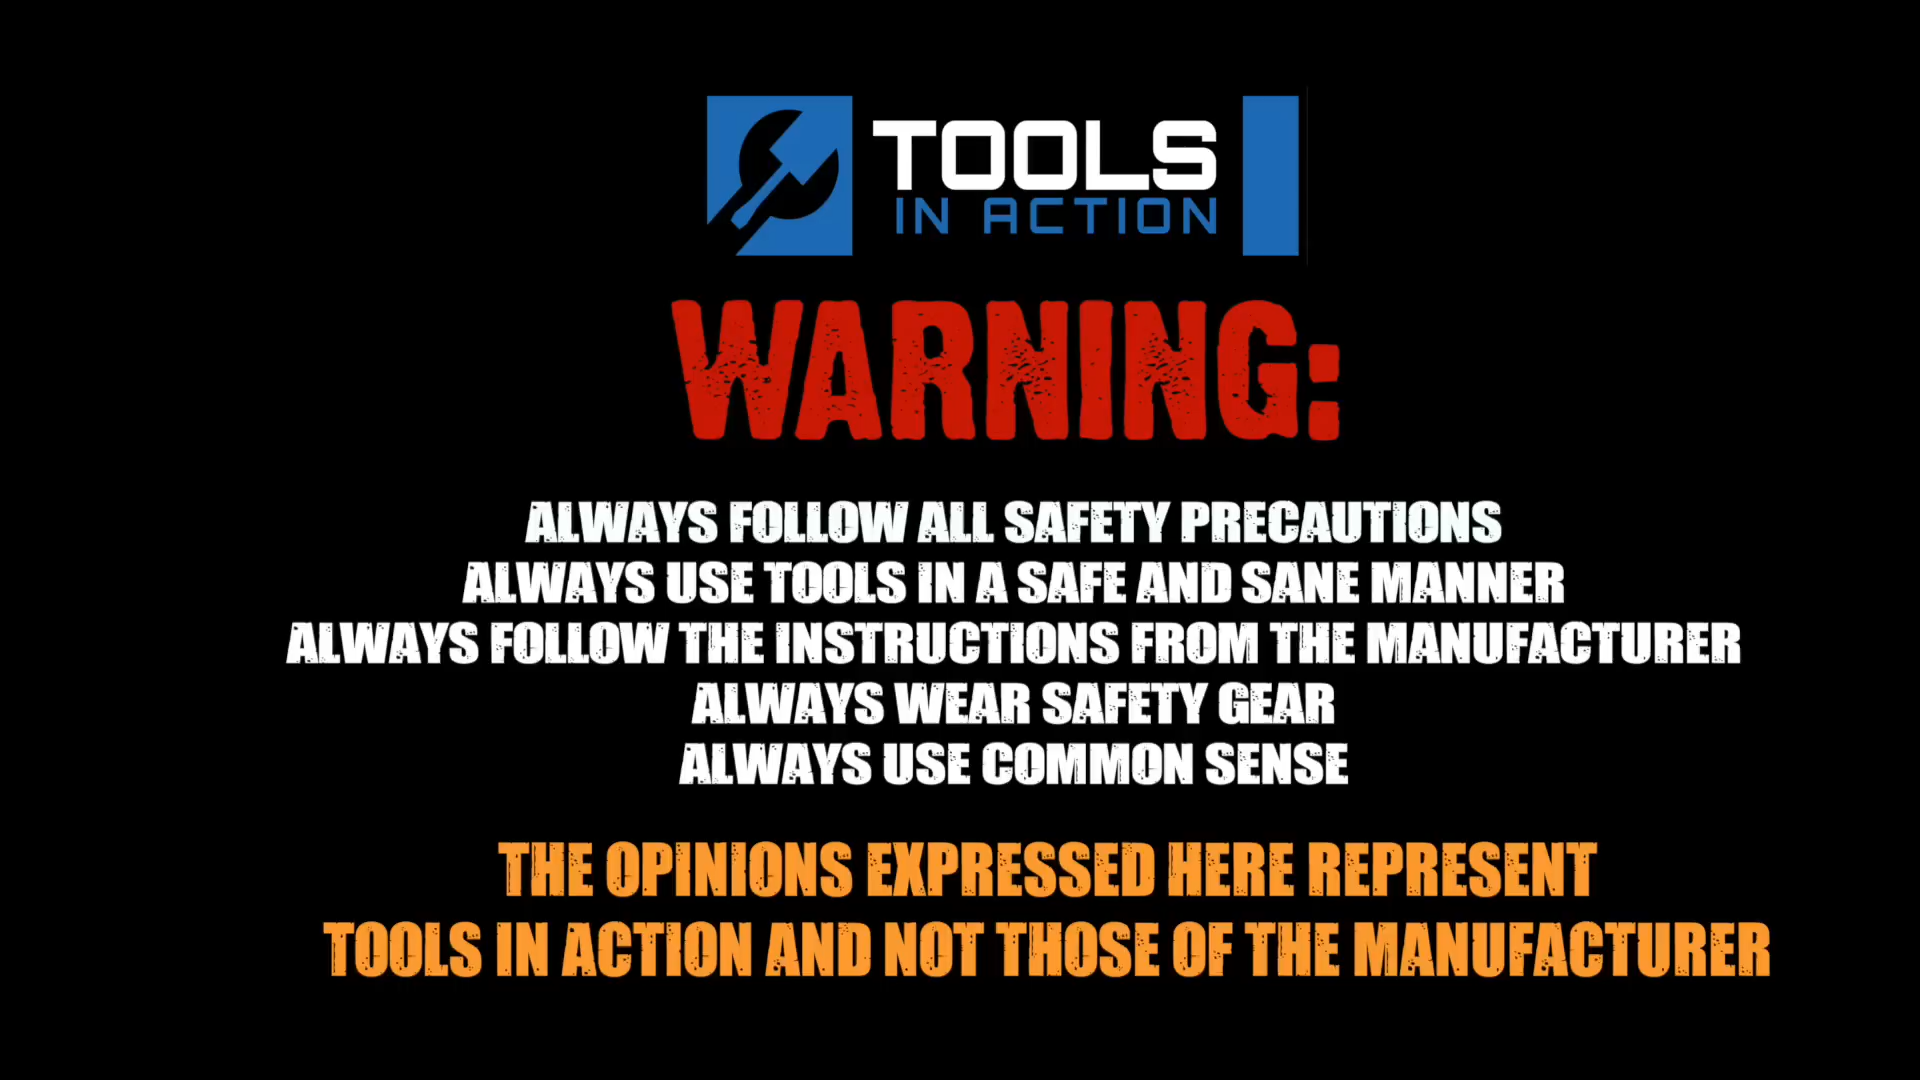 TOOLS
IN ACTION
WARNING:
ALWAYS FOLLOW ALL SAFETY PRECAUTIONS
ALWAYS USE TOOLS IN A SAFE AND SANE MANNER
ALWAYS FOLLOW THE INSTRUCTIONS FROM THE MANUFACTURER
ALWAYS WEAR SAFETY GEAR
ALWAYS USE COMMON SENSE
THE OPINIONS EXPRESSED HERE REPRESENT
TOOLS IN ACTION AND NOT THOSE OF THE MANUFACTURER